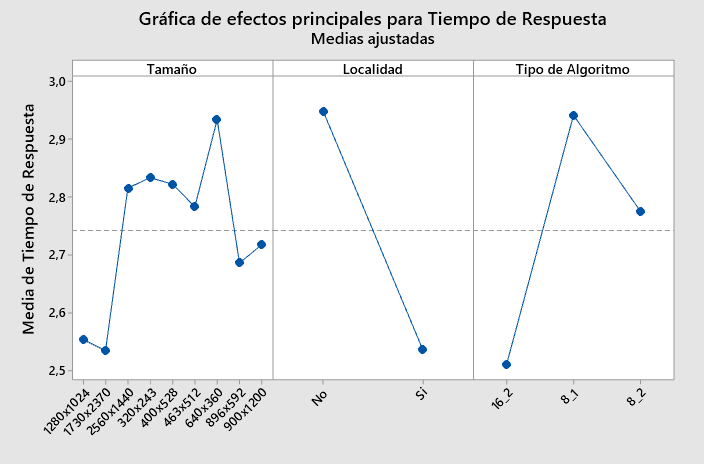 Gráfica de efectos principales para Tiempo de Respuesta
Medias ajustadas
Tamaño
Localidad
Tipo de Algoritmo
Media de Tiempo de Respuesta
3,0
2,9
2,8
2,7
2,6
2,5
1280x1024
1730x2370
2560x1440
320x243
400x528
463x512
640x360
896x592
900x1200
No
Sí
16_2
8_1
8_2